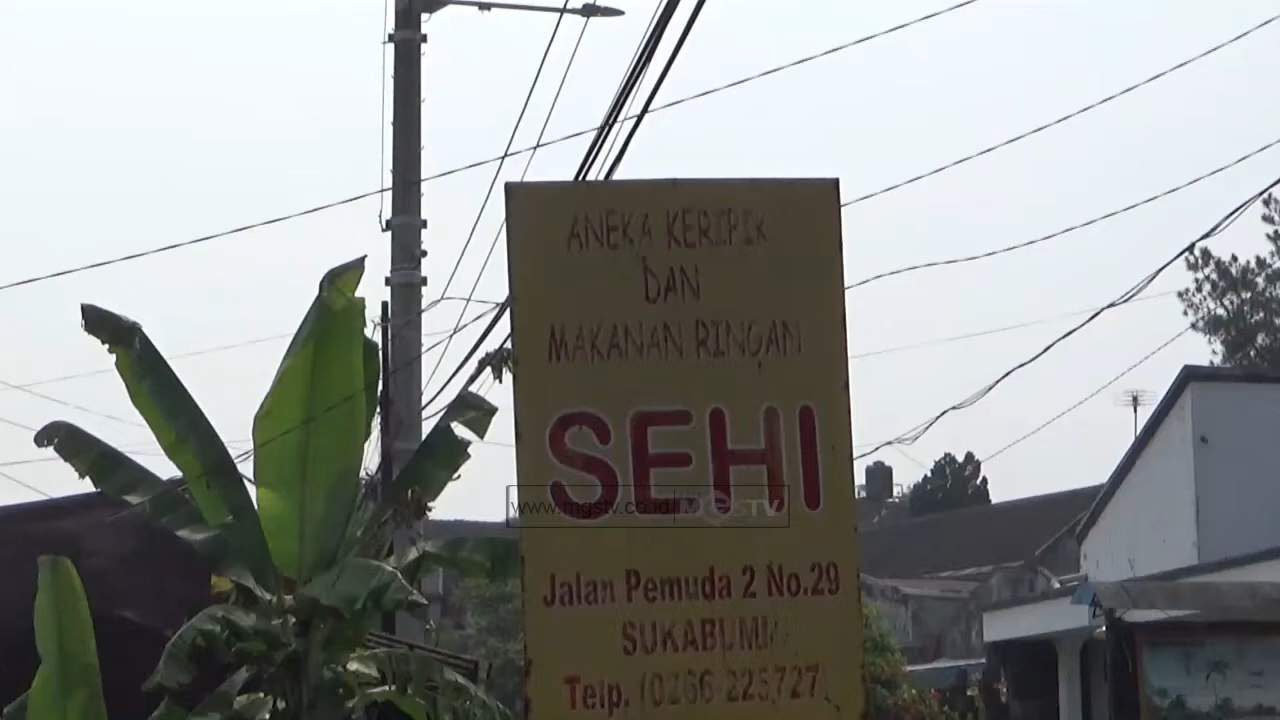 ANEKA KERIPIK
DAN
MAKANAN RINGAN
SEHI
www.mgstv.co.id | MGSTV
Jalan Pemuda 2 No.29
SUKABUMI
Telp. (0266 225727)